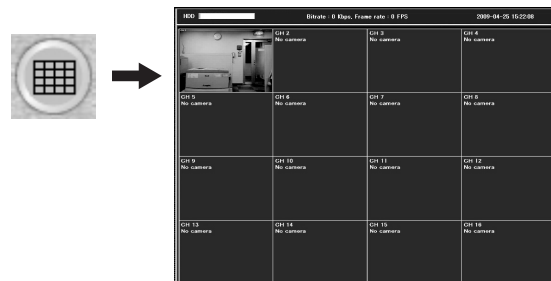 HDD
Bitrate : 0 Kbps, Frame rate : 0 FPS
2009-04-25 15:22:08
CH 2
No camera
CH 3
No camera
CH 4
No camera
CH 5
No camera
CH 6
No camera
CH 7
No camera
CH 8
No camera
CH 9
No camera
CH 10
No camera
CH 11
No camera
CH 12
No camera
CH 13
No camera
CH 14
No camera
CH 15
No camera
CH 16
No camera